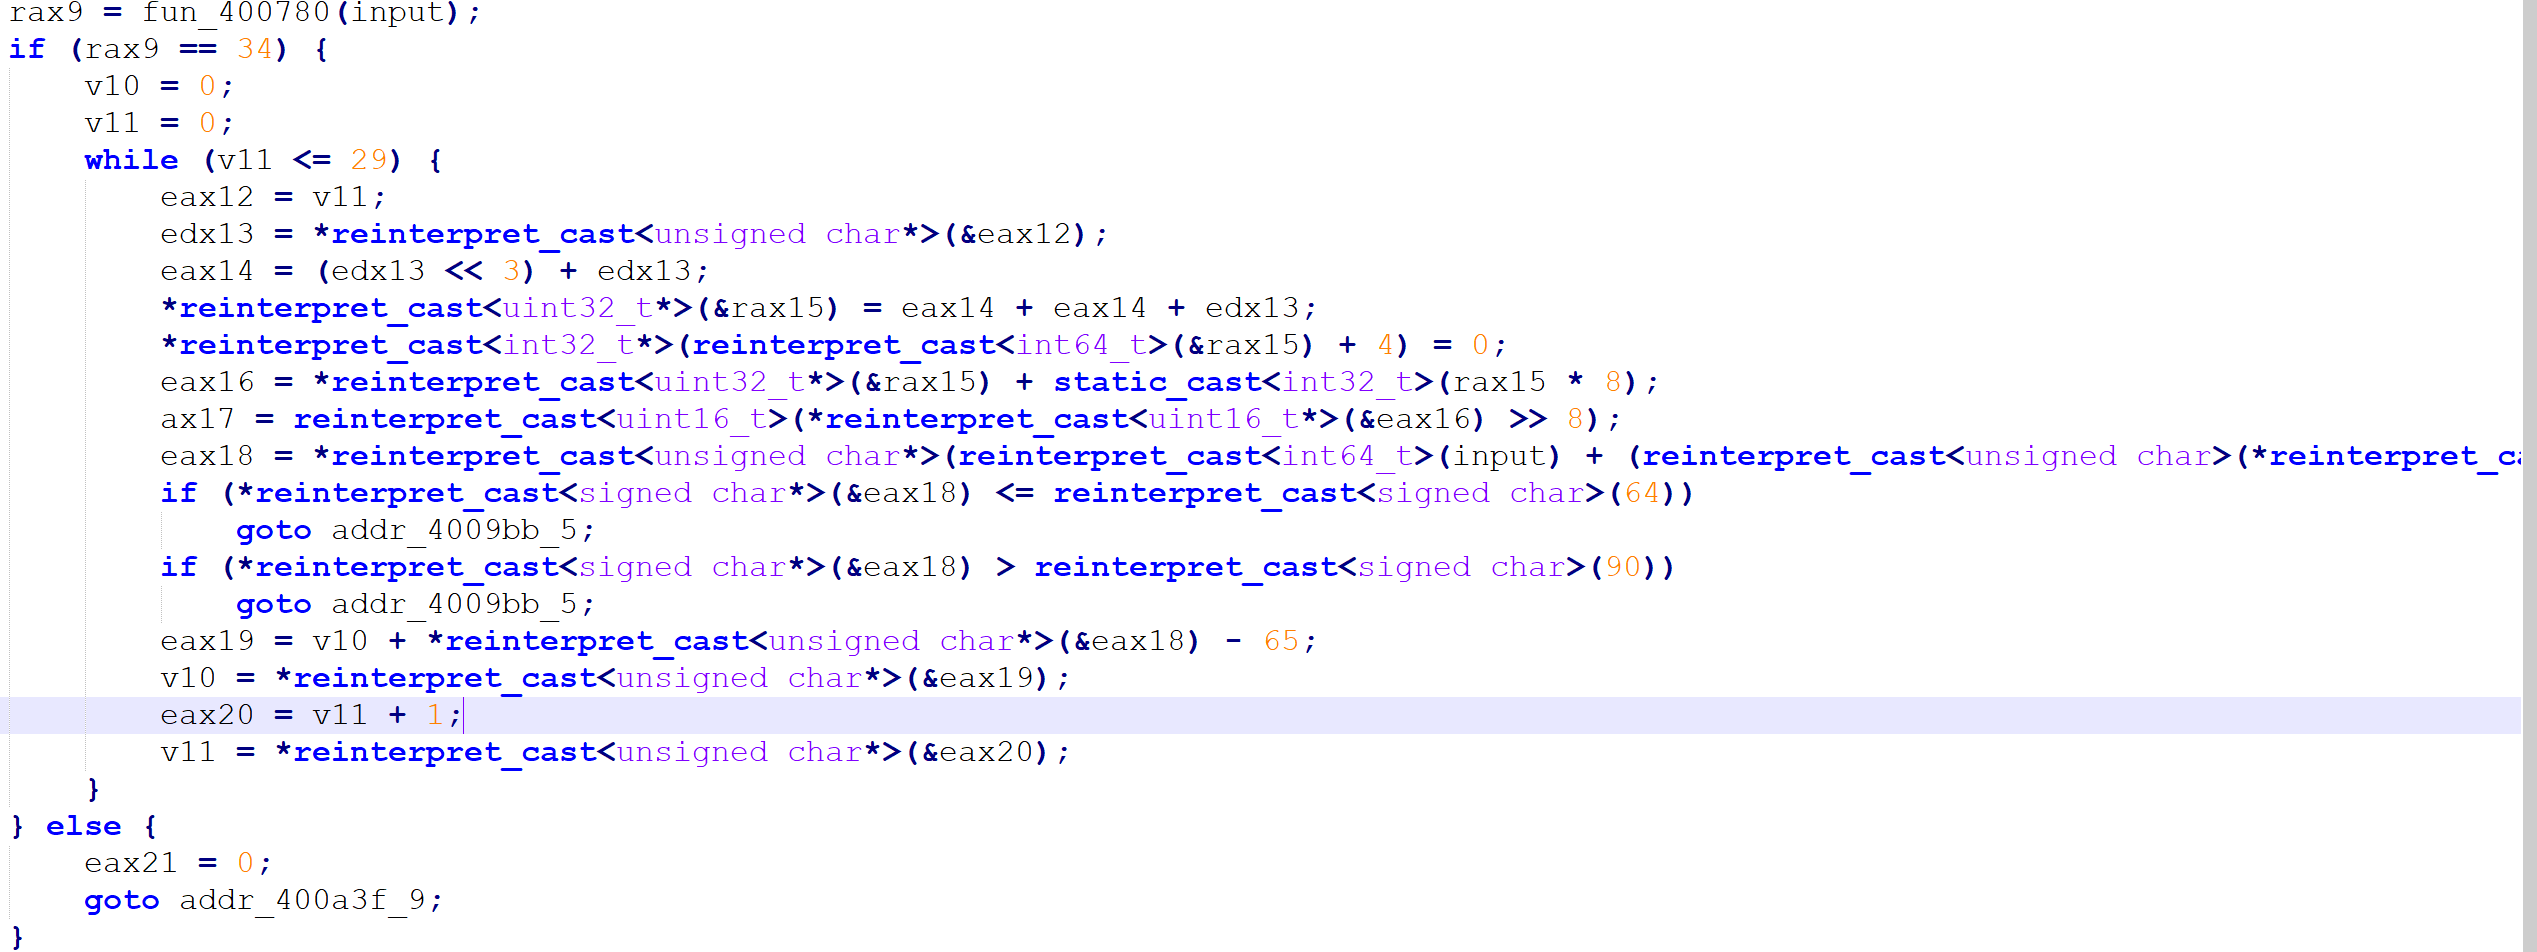 rax9 = fun_400780(input);
if (rax9 == 34) {
    v10 = 0;
    v11 = 0;
    while (v11 <= 29) {
        eax12 = v11;
        edx13 = *reinterpret_cast<unsigned char*>(&eax12);
        eax14 = (edx13 << 3) + edx13;
        *reinterpret_cast<uint32_t*>(&rax15) = eax14 + eax14 + edx13;
        *reinterpret_cast<int32_t*>(reinterpret_cast<int64_t>(&rax15) + 4) = 0;
        eax16 = *reinterpret_cast<uint32_t*>(&rax15) + static_cast<int32_t>(rax15 * 8);
        ax17 = reinterpret_cast<uint16_t>(*reinterpret_cast<uint16_t*>(&eax16) >> 8);
        eax18 = *reinterpret_cast<unsigned char*>(reinterpret_cast<int64_t>(input) + (reinterpret_cast<unsigned char>(*reinterpret_ca
        if (*reinterpret_cast<signed char*>(&eax18) <= reinterpret_cast<signed char>(64))
            goto addr_4009bb_5;
        if (*reinterpret_cast<signed char*>(&eax18) > reinterpret_cast<signed char>(90))
            goto addr_4009bb_5;
        eax19 = v10 + *reinterpret_cast<unsigned char*>(&eax18) - 65;
        v10 = *reinterpret_cast<unsigned char*>(&eax19);
        eax20 = v11 + 1;
        v11 = *reinterpret_cast<unsigned char*>(&eax20);
    }
} else {
    eax21 = 0;
    goto addr_400a3f_9;
}